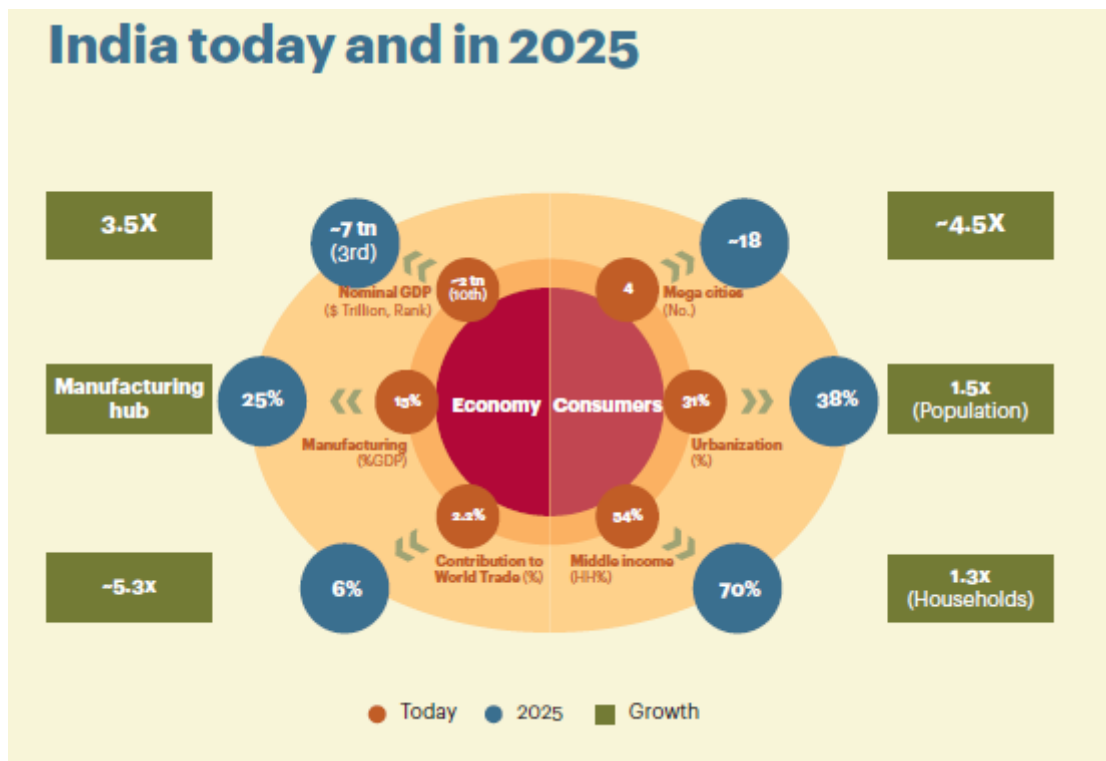 India today and in 2025
3.5X
~7 tn
(3rd)
~2 tn
(10th)
Nominal GDP
($ Trillion, Rank)
4
Mega cities
(No.)
~18
~4.5X
Manufacturing
hub
25%
15%
Manufacturing
(%GDP)
Economy
Consumers
31%
Urbanization
(%)
38%
1.5x
(Population)
~5.3x
6%
2.2%
Contribution to
World Trade (%)
54%
Middle income
(HH%)
70%
1.3x
(Households)
Today
2025
Growth